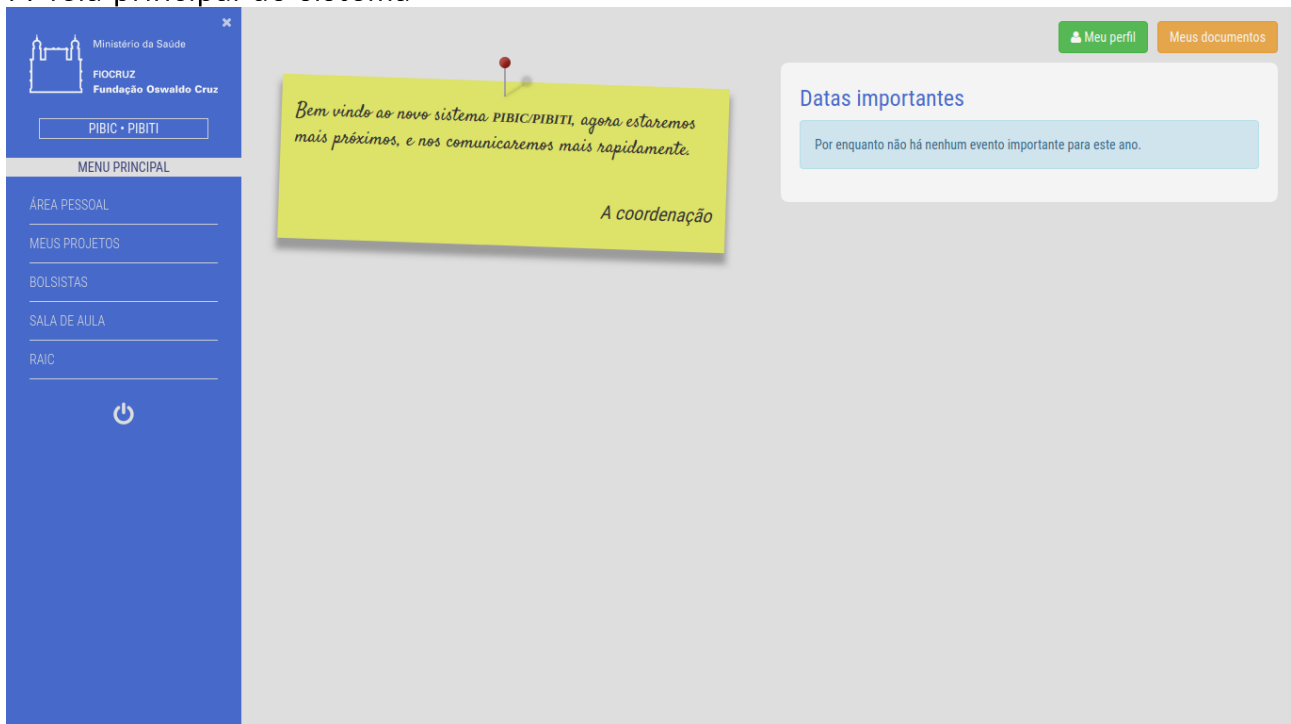 Ministério da Saúde
FIOCRUZ
Fundação Oswaldo Cruz
PIBIC • PIBITI
MENU PRINCIPAL
ÁREA PESSOAL
MEUS PROJETOS
BOLSISTAS
SALA DE AULA
RAIC
Bem vindo ao novo sistema PIBIC/PIBITI, agora estaremos
mais próximos, e nos comunicaremos mais rapidamente.
A coordenação
Meu perfil
Meus documentos
Datas importantes
Por enquanto não há nenhum evento importante para este ano.